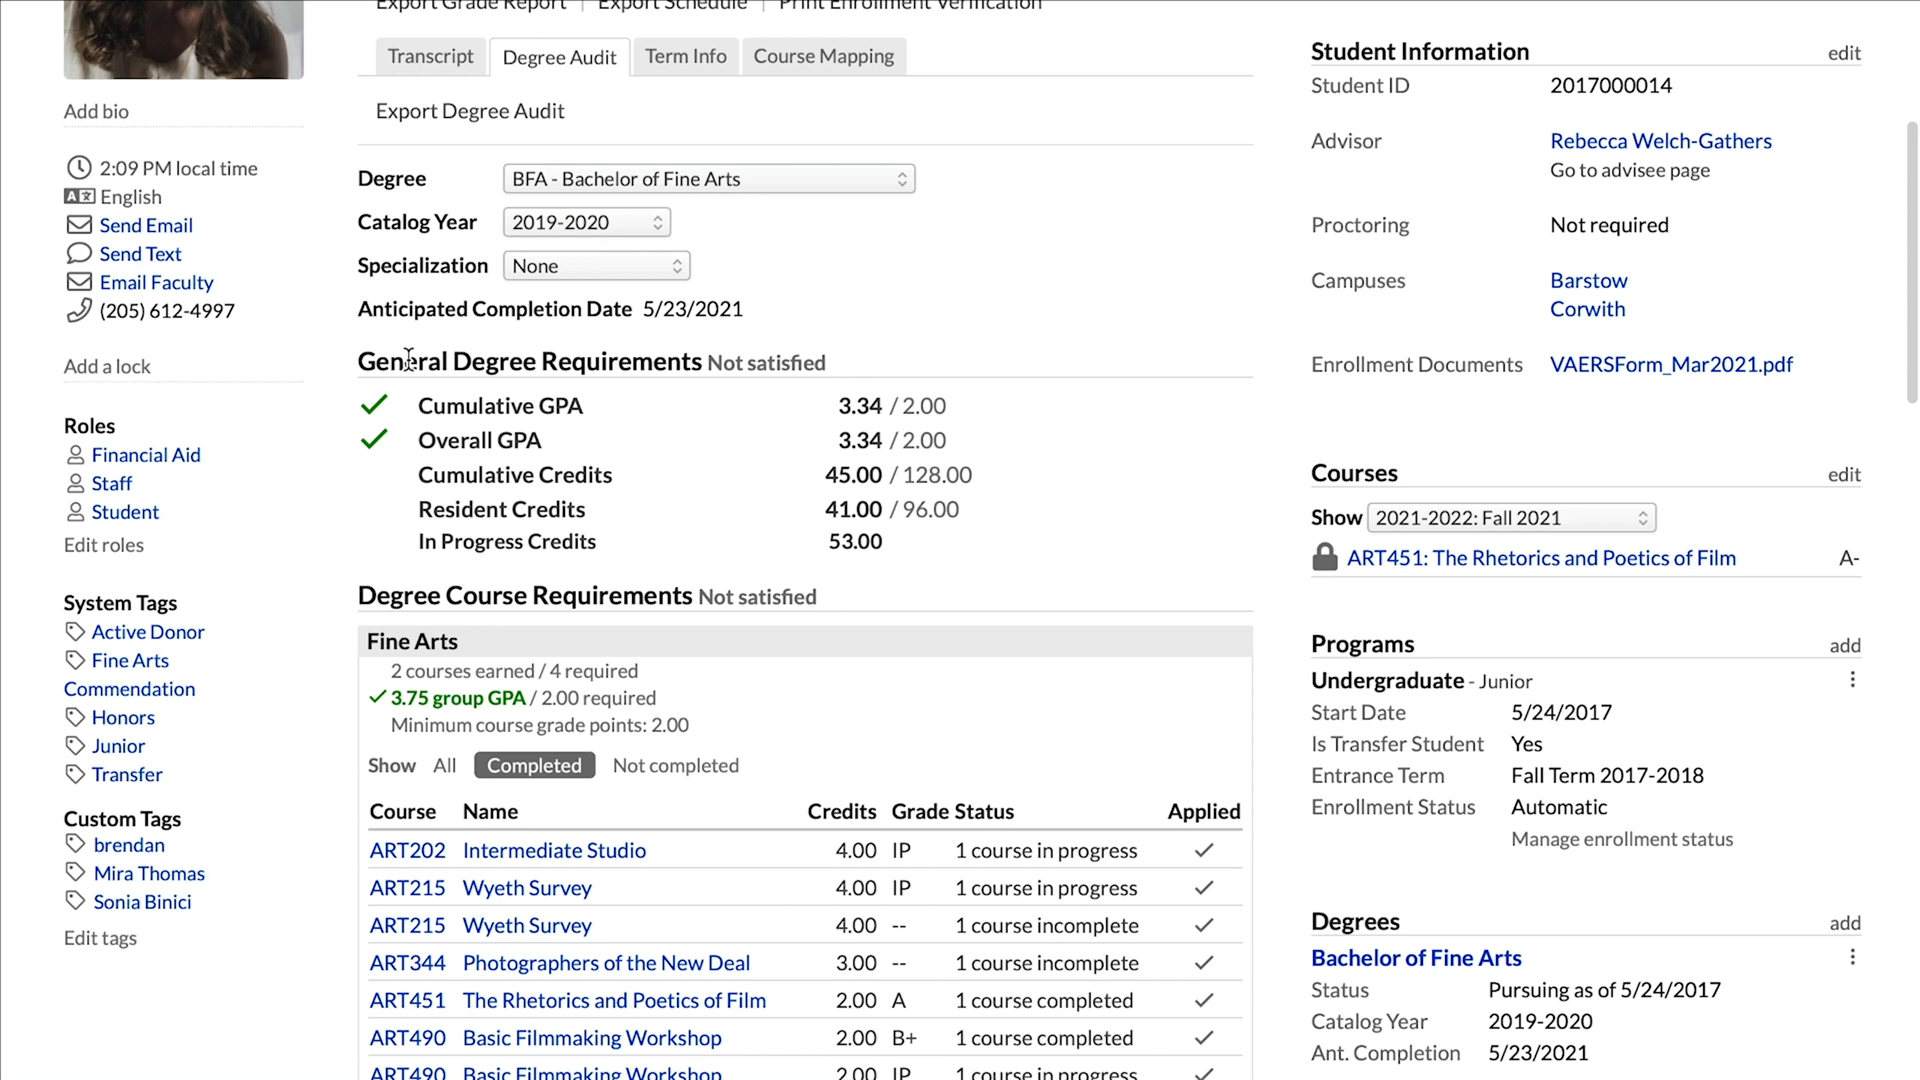 Export Grade Report | Export Schedule | Print Enrollment Verification
Transcript
Degree Audit
Term Info
Course Mapping
Export Degree Audit
Add bio
2:09 PM local time
English
Send Email
Send Text
Email Faculty
(205) 612-4997
Add a lock
Roles
Financial Aid
Staff
Student
Edit roles
System Tags
Active Donor
Fine Arts
Commendation
Honors
Junior
Transfer
Custom Tags
brendan
Mira Thomas
Sonia Binici
Edit tags
Degree BFA - Bachelor of Fine Arts
Catalog Year 2019-2020
Specialization None
Anticipated Completion Date 5/23/2021
General Degree Requirements Not satisfied
Cumulative GPA 3.34 / 2.00
Overall GPA 3.34 / 2.00
Cumulative Credits 45.00 / 128.00
Resident Credits 41.00 / 96.00
In Progress Credits 53.00
Degree Course Requirements Not satisfied
Fine Arts
2 courses earned / 4 required
3.75 group GPA / 2.00 required
Minimum course grade points: 2.00
Show All Completed Not completed
Course Name Credits Grade Status Applied
ART202 Intermediate Studio 4.00 IP 1 course in progress
ART215 Wyeth Survey 4.00 IP 1 course in progress
ART215 Wyeth Survey 4.00 -- 1 course incomplete
ART344 Photographers of the New Deal 3.00 -- 1 course incomplete
ART451 The Rhetorics and Poetics of Film 2.00 A 1 course completed
ART490 Basic Filmmaking Workshop 2.00 B+ 1 course completed
ART490 Basic Filmmaking Workshop 2.00 IP 1 course in progress
Student Information edit
Student ID 2017000014
Advisor Rebecca Welch-Gathers
Go to advisee page
Proctoring Not required
Campuses Barstow
Corwith
Enrollment Documents VAERSForm_Mar2021.pdf
Courses edit
Show 2021-2022: Fall 2021
ART451: The Rhetorics and Poetics of Film A-
Programs add
Undergraduate - Junior
Start Date 5/24/2017
Is Transfer Student Yes
Entrance Term Fall Term 2017-2018
Enrollment Status Automatic
Manage enrollment status
Degrees add
Bachelor of Fine Arts
Status Pursuing as of 5/24/2017
Catalog Year 2019-2020
Ant. Completion 5/23/2021